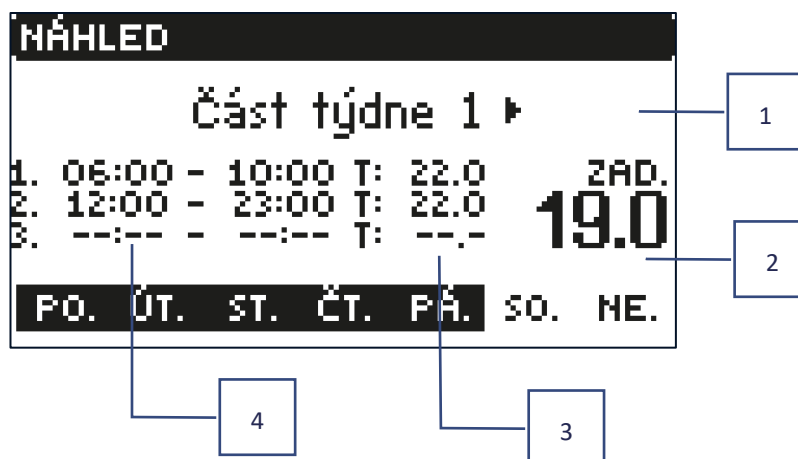 NÁHLED
Část týdne 1
1. 06:00 - 10:00 T: 22.0
2. 12:00 - 23:00 T: 22.0
3. --:-- - --:-- T: --.-
ZAD.
19.0
PO. ÚT. ST. ČT. PÁ. SO. NE.
1
2
3
4